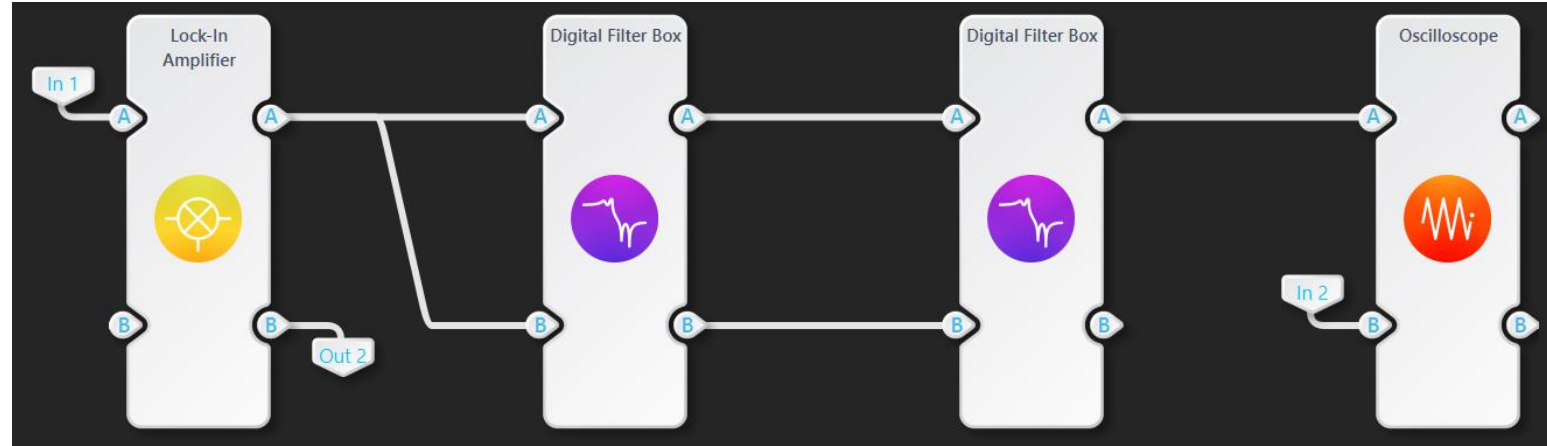 Lock-In
Amplifier
Digital Filter Box
Digital Filter Box
Oscilloscope
In 1
A
A
A
A
A
A
A
A
In 2
B
B
B
B
B
B
B
B
Out 2